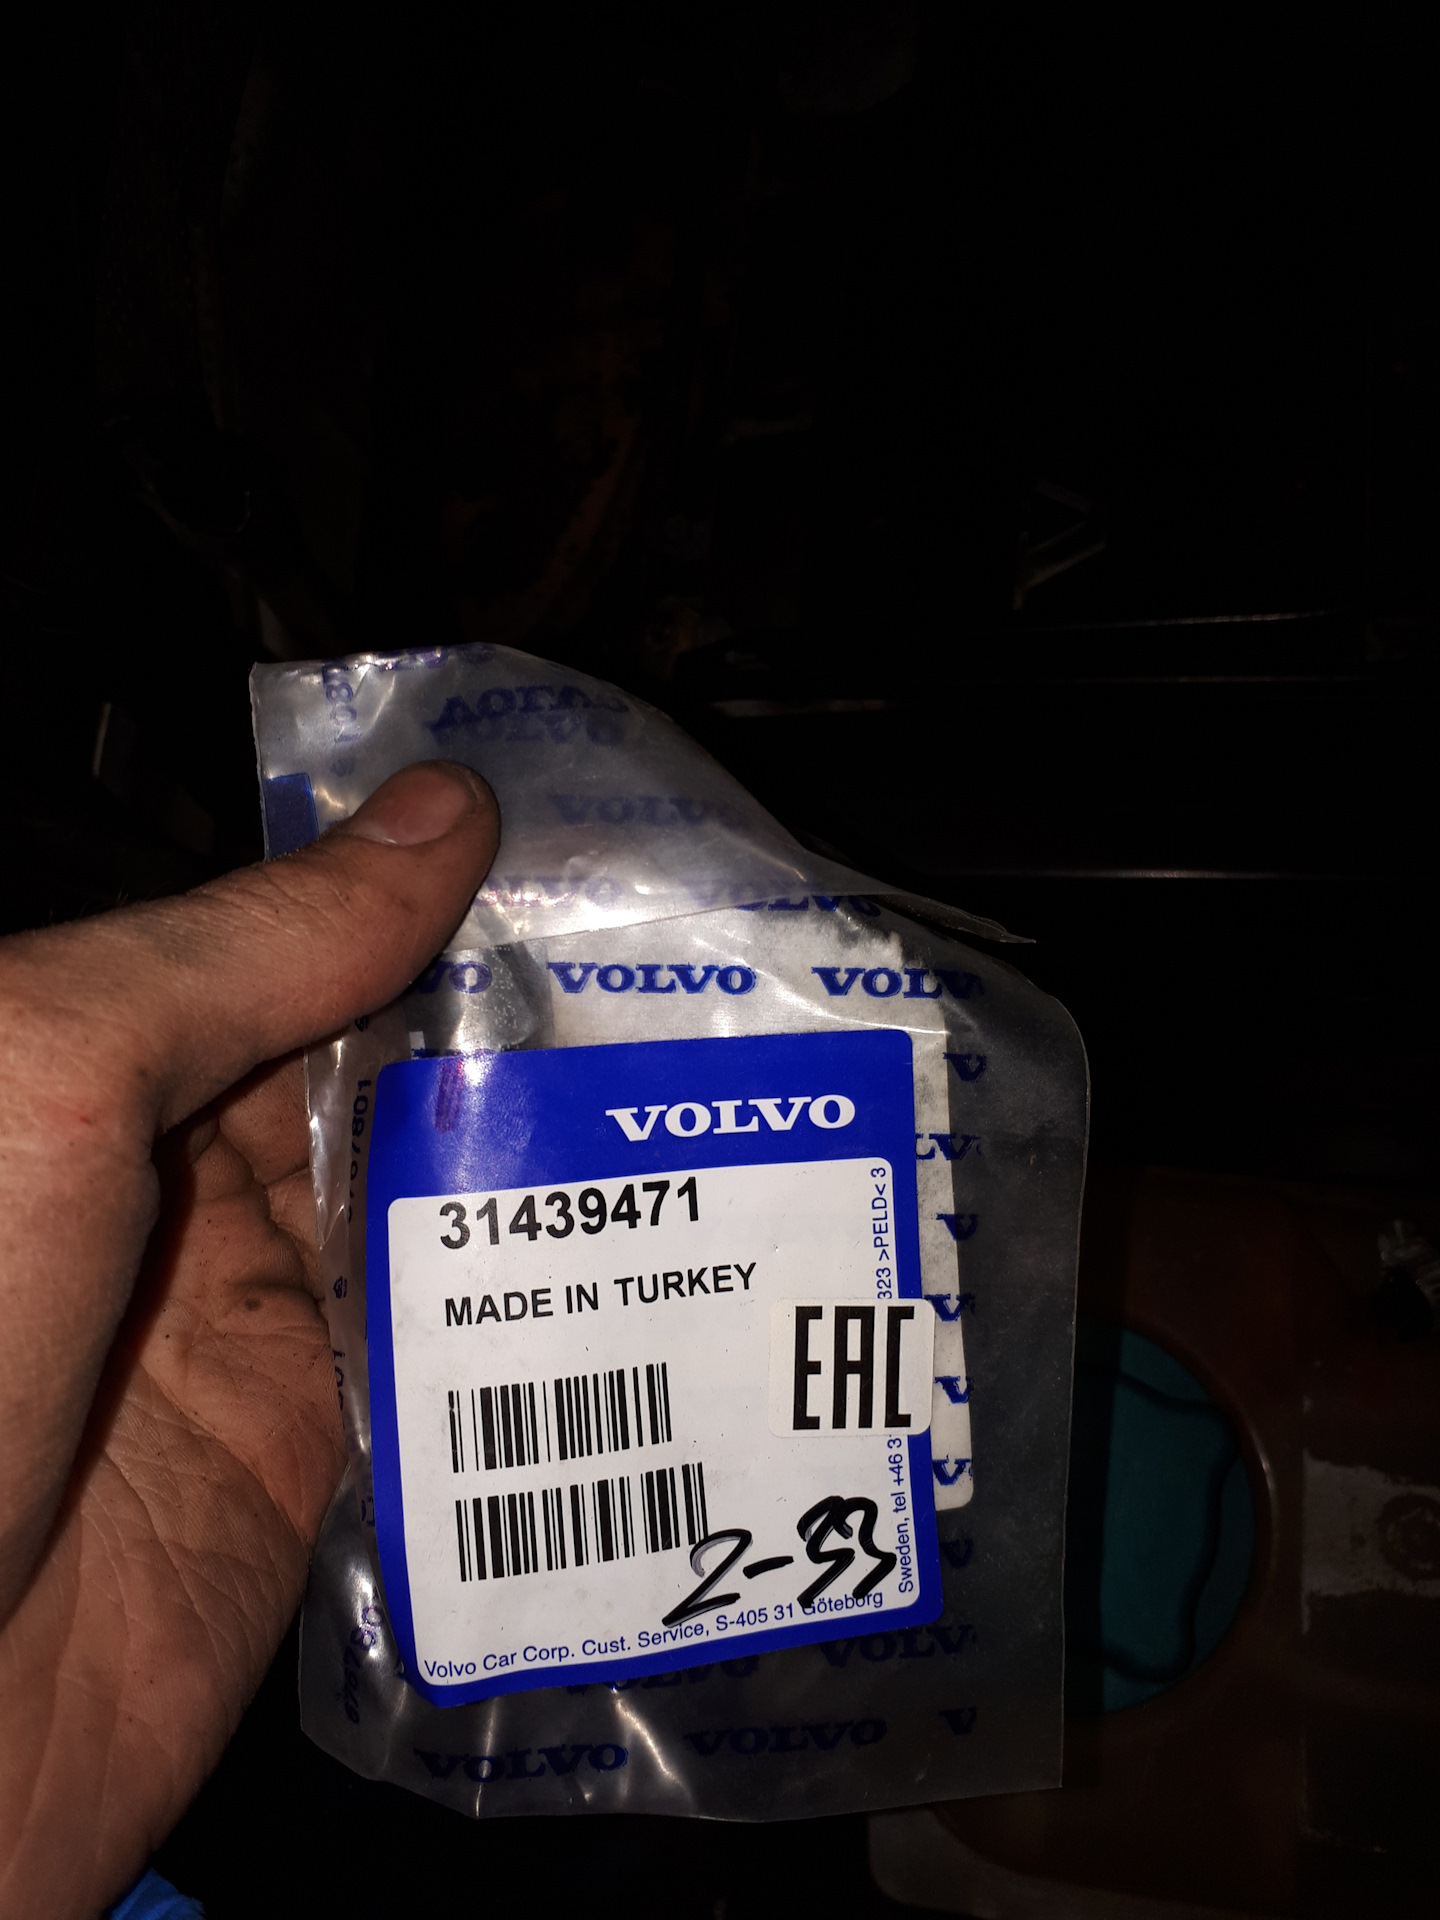 VOLVO
VOLVO
VOLVO
VOLVO
VOLVO
31439471
MADE IN TURKEY
EAC
2-33
Volvo Car Corp. Cust. Service, S-405 31 Göteborg
Sweden, tel +46 3
323 >PELD< 3
VOLVO
VOLVO